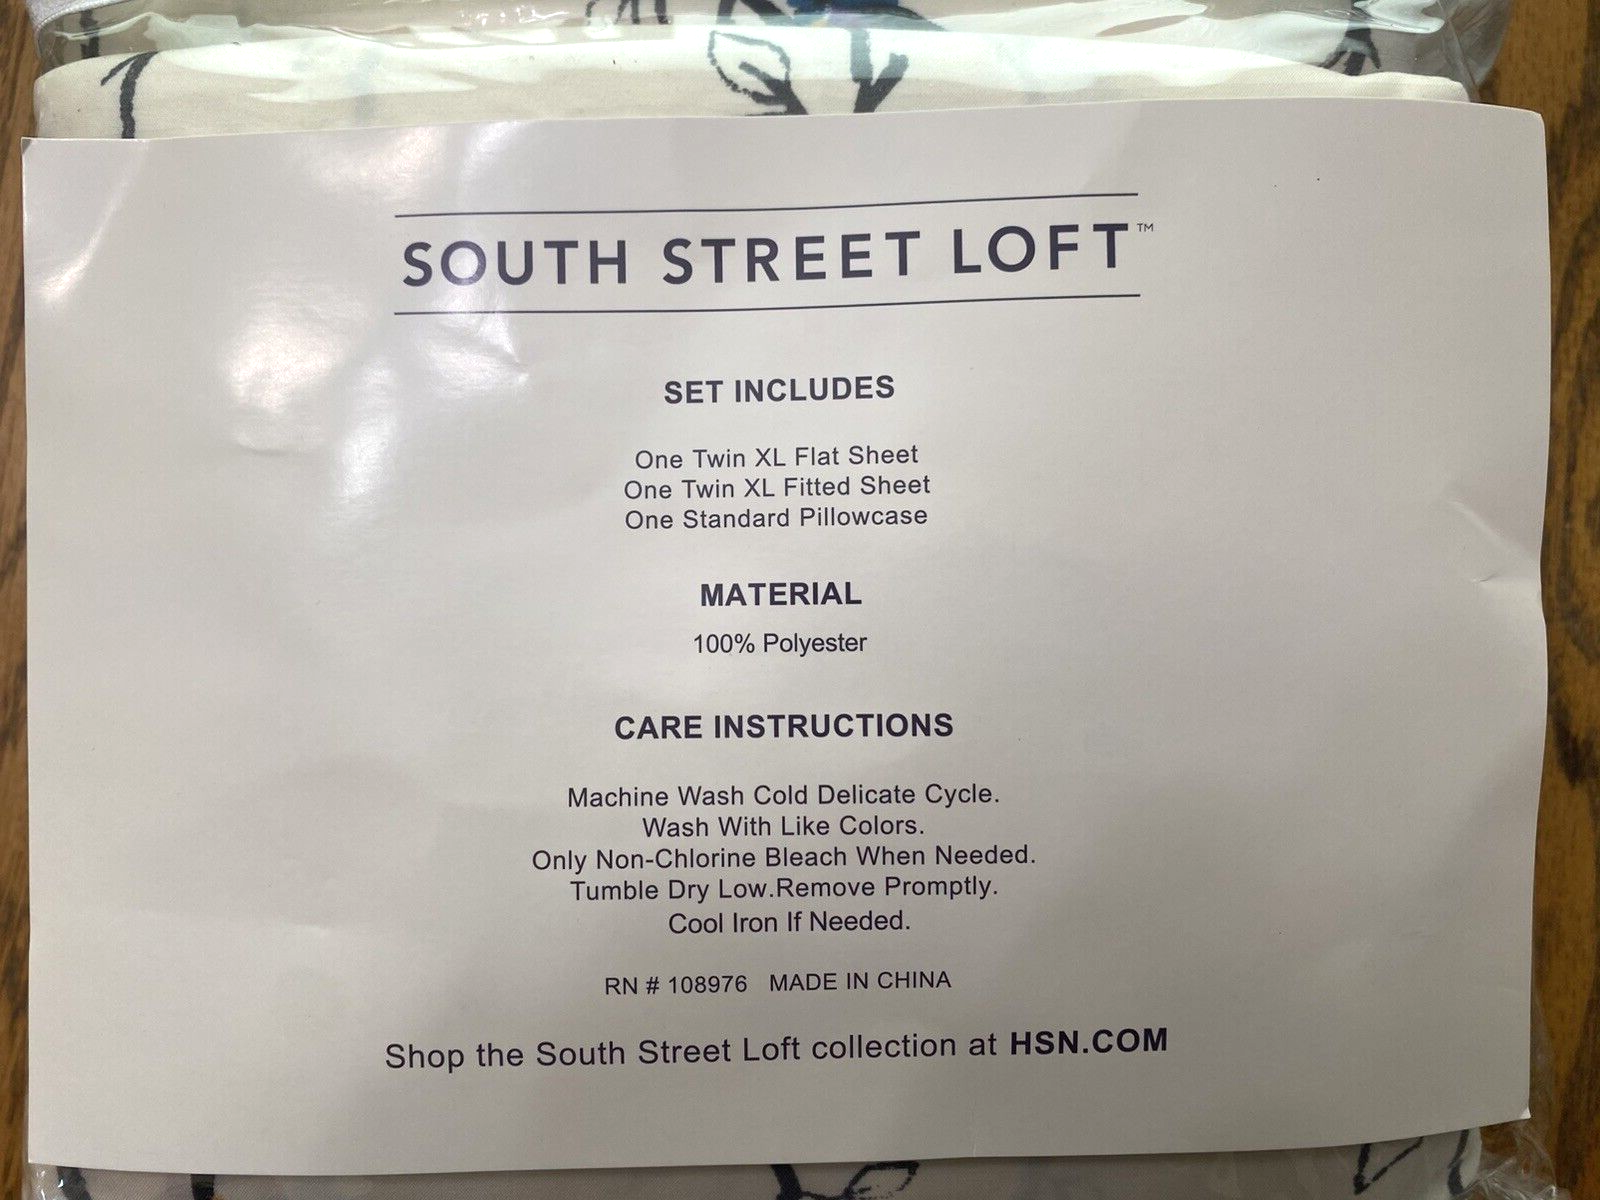 SOUTH STREET LOFT™
SET INCLUDES
One Twin XL Flat Sheet
One Twin XL Fitted Sheet
One Standard Pillowcase
MATERIAL
100% Polyester
CARE INSTRUCTIONS
Machine Wash Cold Delicate Cycle.
Wash With Like Colors.
Only Non-Chlorine Bleach When Needed.
Tumble Dry Low.Remove Promptly.
Cool Iron If Needed.
RN # 108976 MADE IN CHINA
Shop the South Street Loft collection at HSN.COM